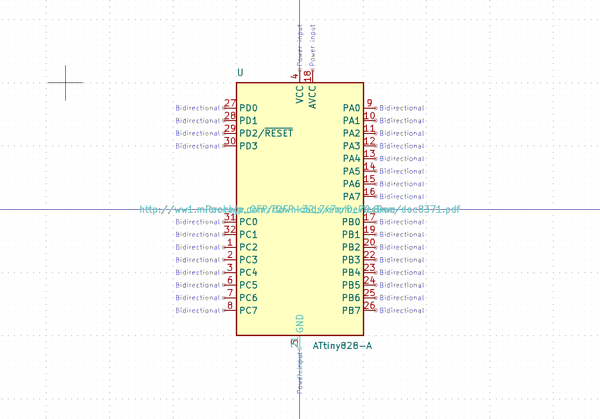 Power input
Power input
U
4
18
VCC
AVCC
Bidirectional 27 PD0
Bidirectional 28 PD1
Bidirectional 29 PD2/RESET
Bidirectional 30 PD3
PA0 9 Bidirectional
PA1 10 Bidirectional
PA2 11 Bidirectional
PA3 12 Bidirectional
PA4 13 Bidirectional
PA5 14 Bidirectional
PA6 15 Bidirectional
PA7 16 Bidirectional
http://ww1.m
doc8371.pdf
Bidirectional 31 PC0
Bidirectional 32 PC1
Bidirectional 1 PC2
Bidirectional 2 PC3
Bidirectional 3 PC4
Bidirectional 6 PC5
Bidirectional 7 PC6
Bidirectional 8 PC7
PB0 17 Bidirectional
PB1 19 Bidirectional
PB2 20 Bidirectional
PB3 22 Bidirectional
PB4 23 Bidirectional
PB5 24 Bidirectional
PB6 25 Bidirectional
PB7 26 Bidirectional
GND
ATtiny828-A
Power input